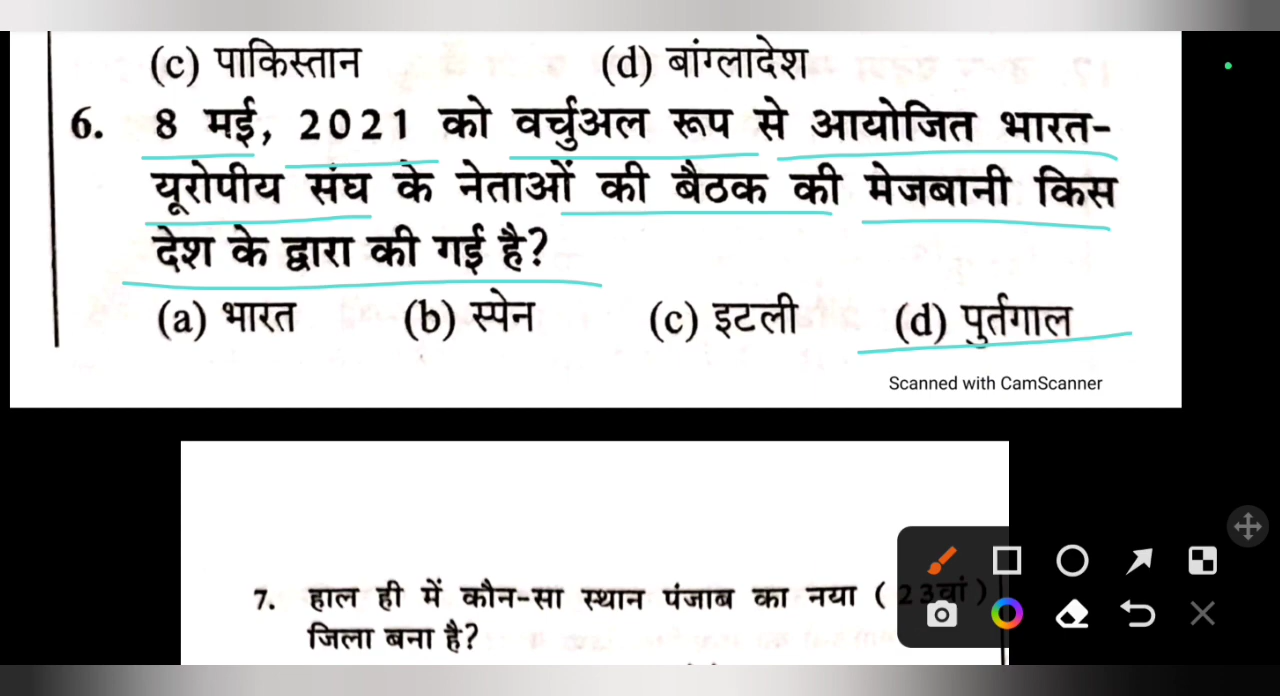 (c) पाकिस्तान (d) बांग्लादेश
6. 8 मई, 2021 को वर्चुअल रूप से आयोजित भारत-
यूरोपीय संघ के नेताओं की बैठक की मेजबानी किस
देश के द्वारा की गई है?
(a) भारत (b) स्पेन (c) इटली (d) पुर्तगाल
Scanned with CamScanner
7. हाल ही में कौन-सा स्थान पंजाब का नया (23वां)
जिला बना है?